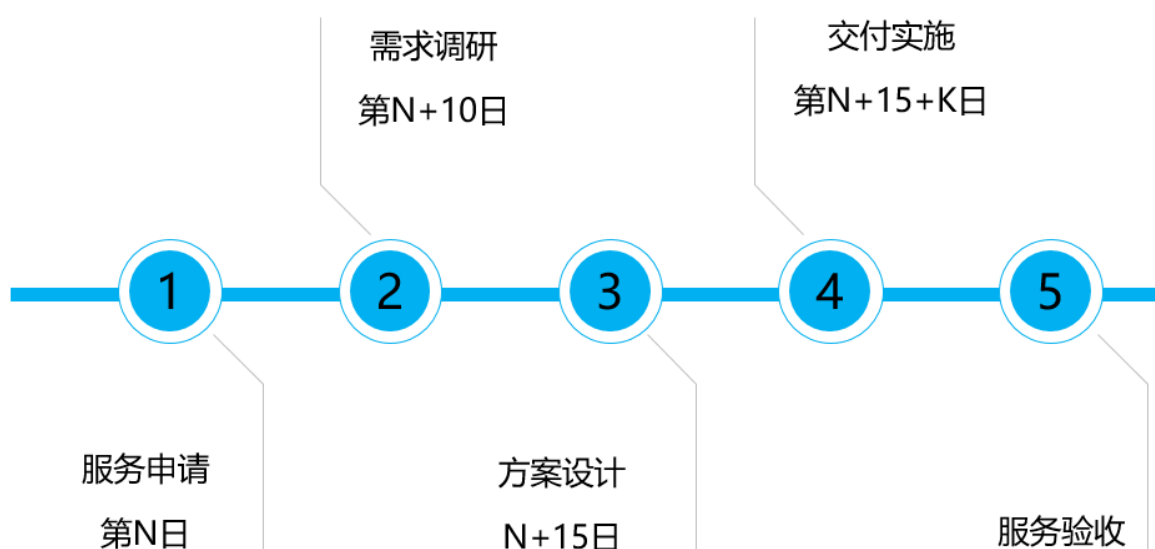 需求调研
第N+10日
交付实施
第N+15+K日
1
2
3
4
5
服务申请
第N日
方案设计
N+15日
服务验收